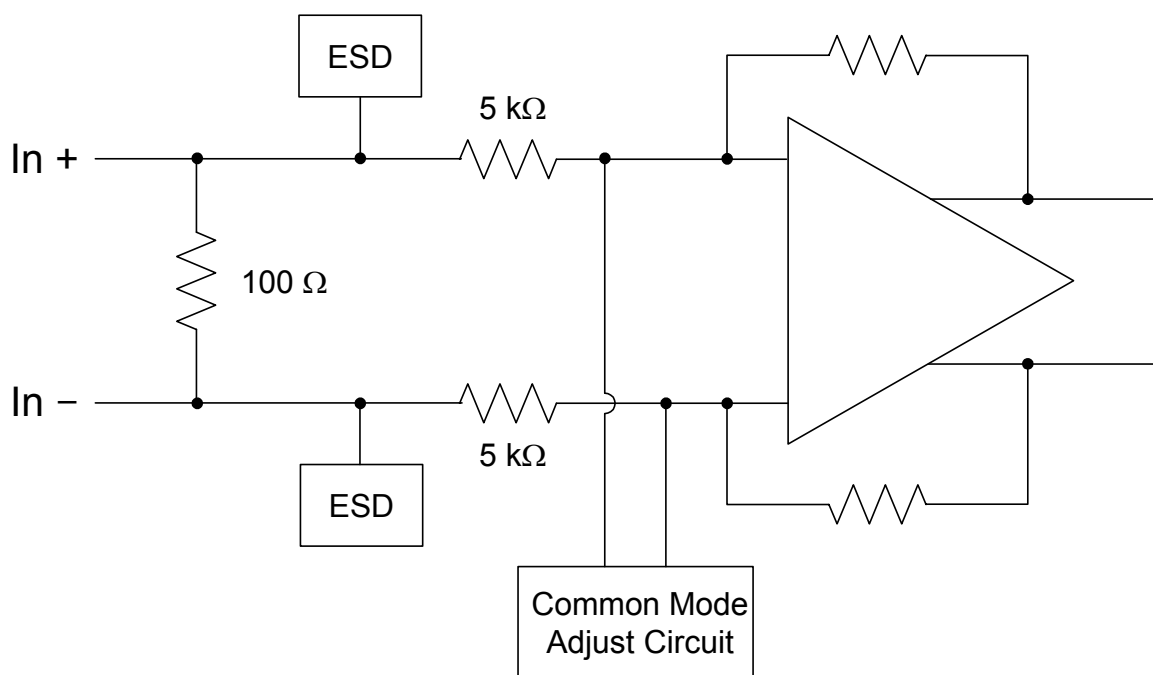 ESD
5 kΩ
In +
100 Ω
In −
5 kΩ
ESD
Common Mode
Adjust Circuit